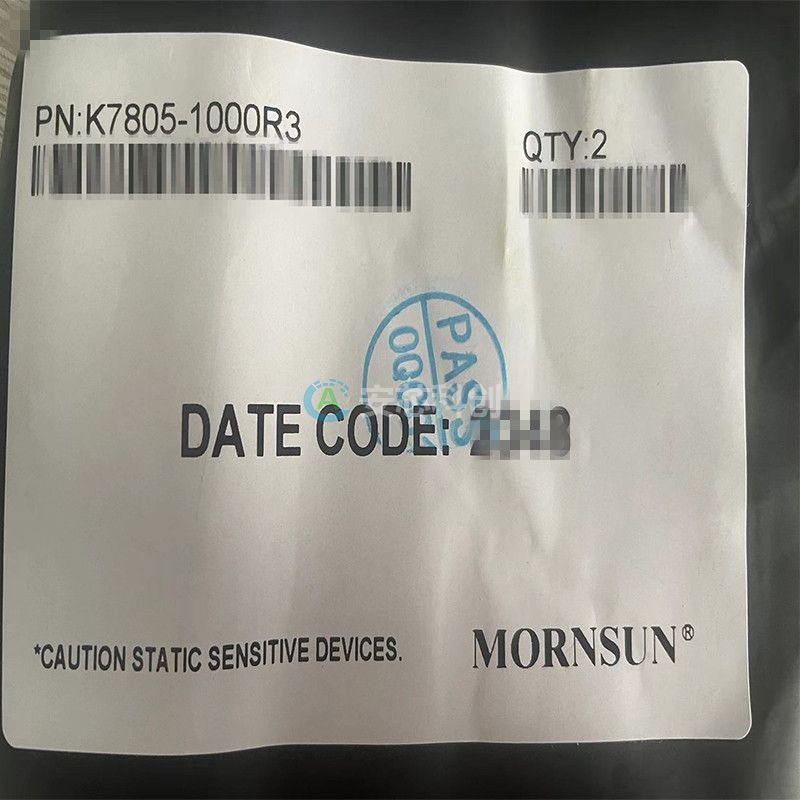 PN:K7805-1000R3
QTY:2
PASS
DATE CODE:
*CAUTION STATIC SENSITIVE DEVICES.
MORNSUN®